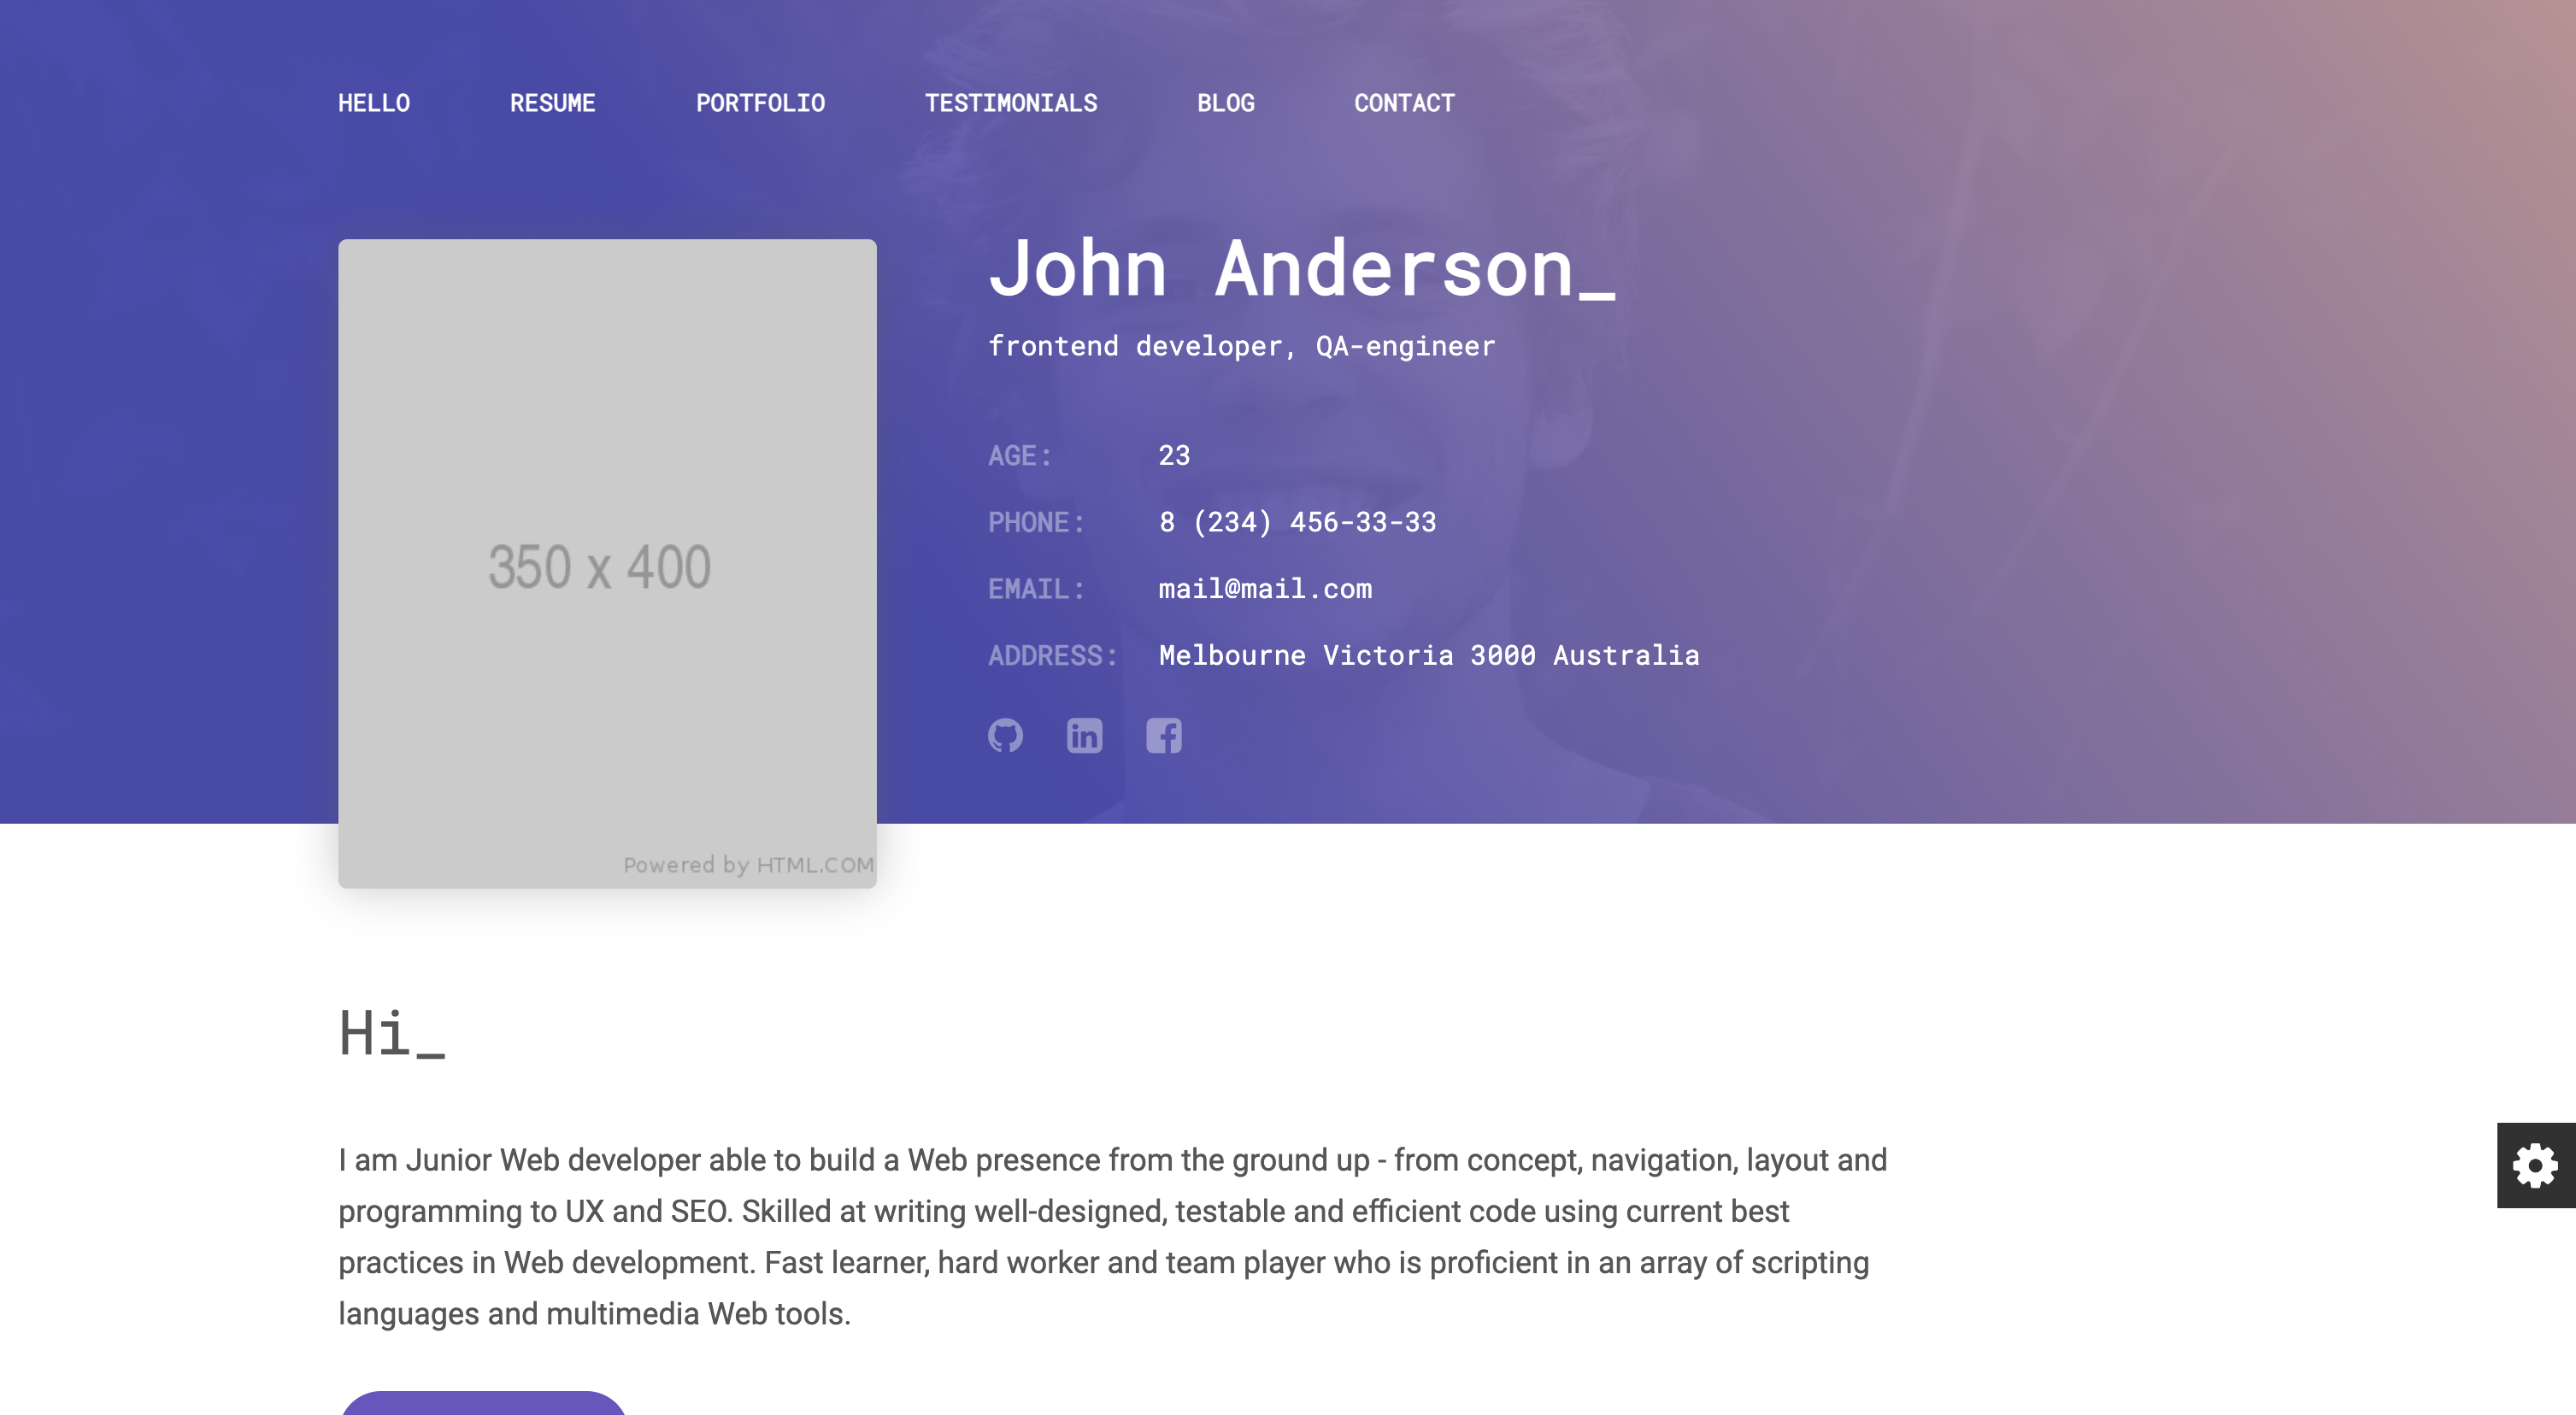 HELLO RESUME PORTFOLIO TESTIMONIALS BLOG CONTACT
John Anderson_
frontend developer, QA-engineer
AGE: 23
PHONE: 8 (234) 456-33-33
EMAIL: mail@mail.com
ADDRESS: Melbourne Victoria 3000 Australia
350 x 400
Powered by HTML.COM
Hi_
I am Junior Web developer able to build a Web presence from the ground up - from concept, navigation, layout and
programming to UX and SEO. Skilled at writing well-designed, testable and efficient code using current best
practices in Web development. Fast learner, hard worker and team player who is proficient in an array of scripting
languages and multimedia Web tools.